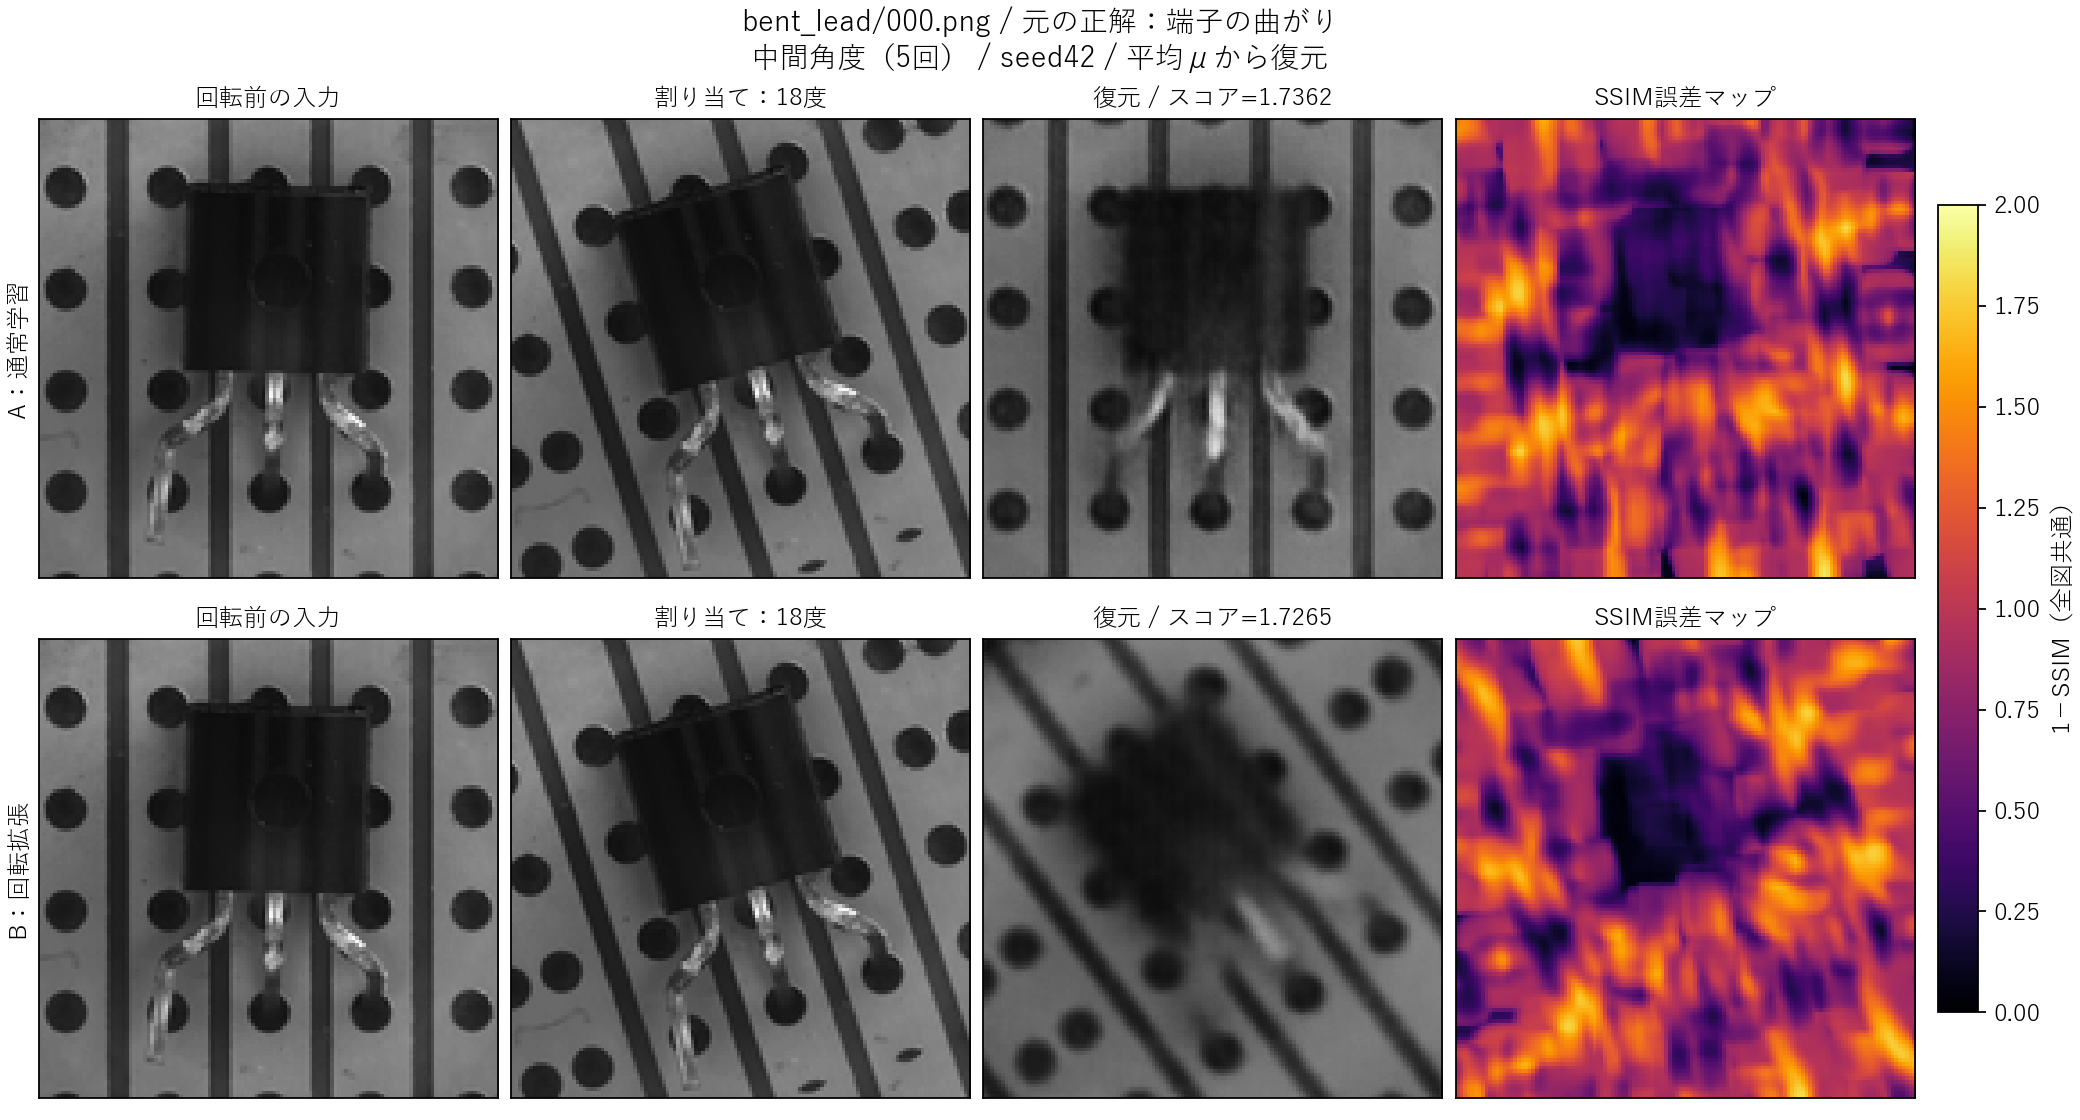 bent_lead/000.png / 元の正解：端子の曲がり
中間角度（5回） / seed42 / 平均μから復元
回転前の入力
割り当て：18度
復元 / スコア=1.7362
SSIM誤差マップ
A：通常学習
回転前の入力
割り当て：18度
復元 / スコア=1.7265
SSIM誤差マップ
B：回転拡張
2.00
1.75
1.50
1.25
1.00
0.75
0.50
0.25
0.00
1−SSIM（全図共通）